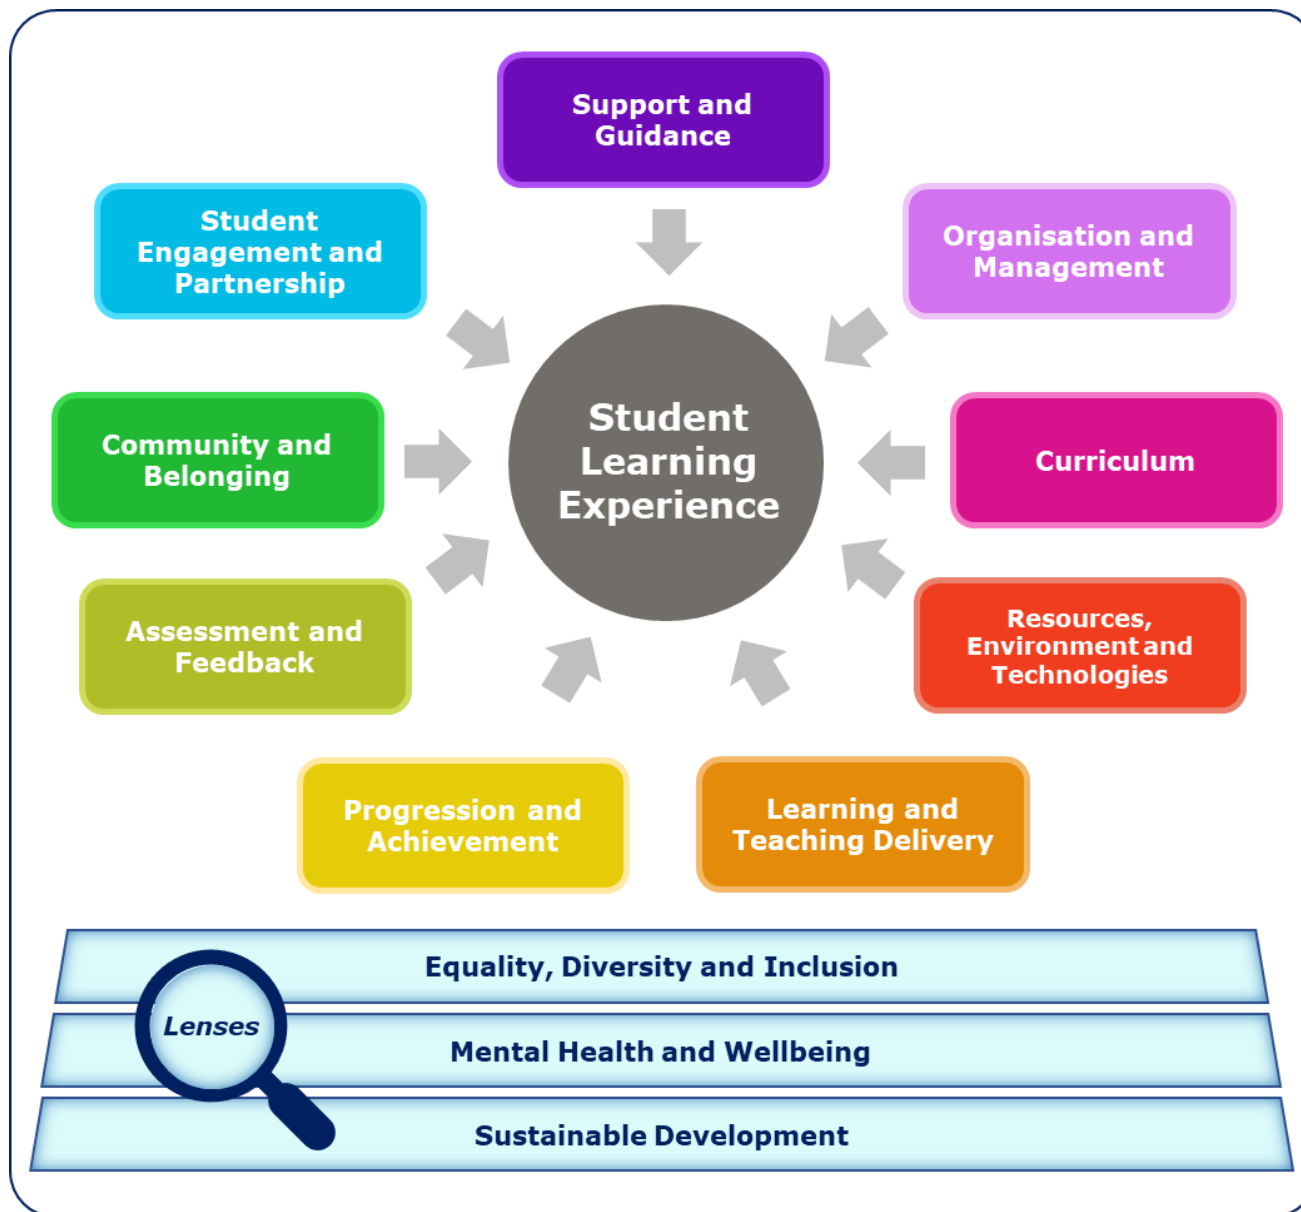 Support and
Guidance
Student
Engagement and
Partnership
Organisation and
Management
Community and
Belonging
Student
Learning
Experience
Curriculum
Assessment and
Feedback
Resources,
Environment and
Technologies
Progression and
Achievement
Learning and
Teaching Delivery
Equality, Diversity and Inclusion
Lenses
Mental Health and Wellbeing
Sustainable Development